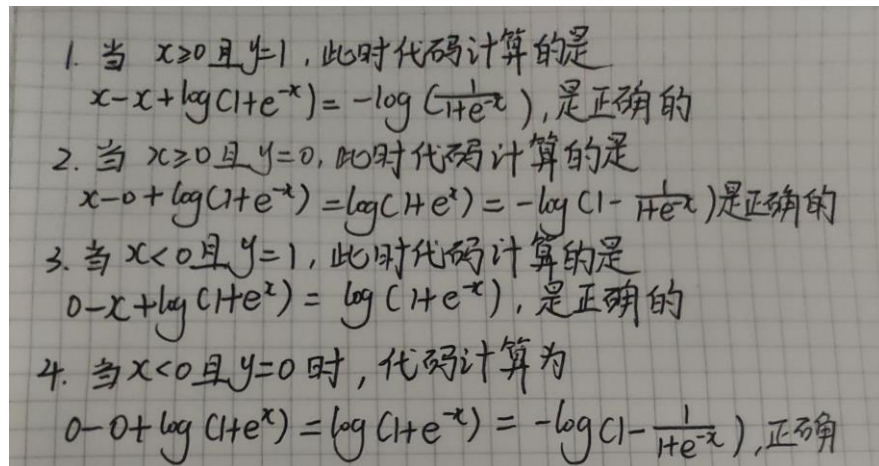 1. 当 x≥0 且 y=1 , 此时代码计算的是
x-x+log(1+e^{-x}) = -log(\frac{1}{1+e^{-x}}) , 是正确的
2. 当 x≥0 且 y=0 , 此时代码计算的是
x-0+log(1+e^{-x}) = log(1+e^{x}) = -log(1-\frac{1}{1+e^{-x}})是正确的
3. 当 x<0 且 y=1 , 此时代码计算的是
0-x+log(1+e^{x}) = log(1+e^{-x}) , 是正确的
4. 当 x<0 且 y=0 时 , 代码计算为
0-0+log(1+e^{x}) = log(1+e^{-x}) = -log(1-\frac{1}{1+e^{-x}}) , 正确